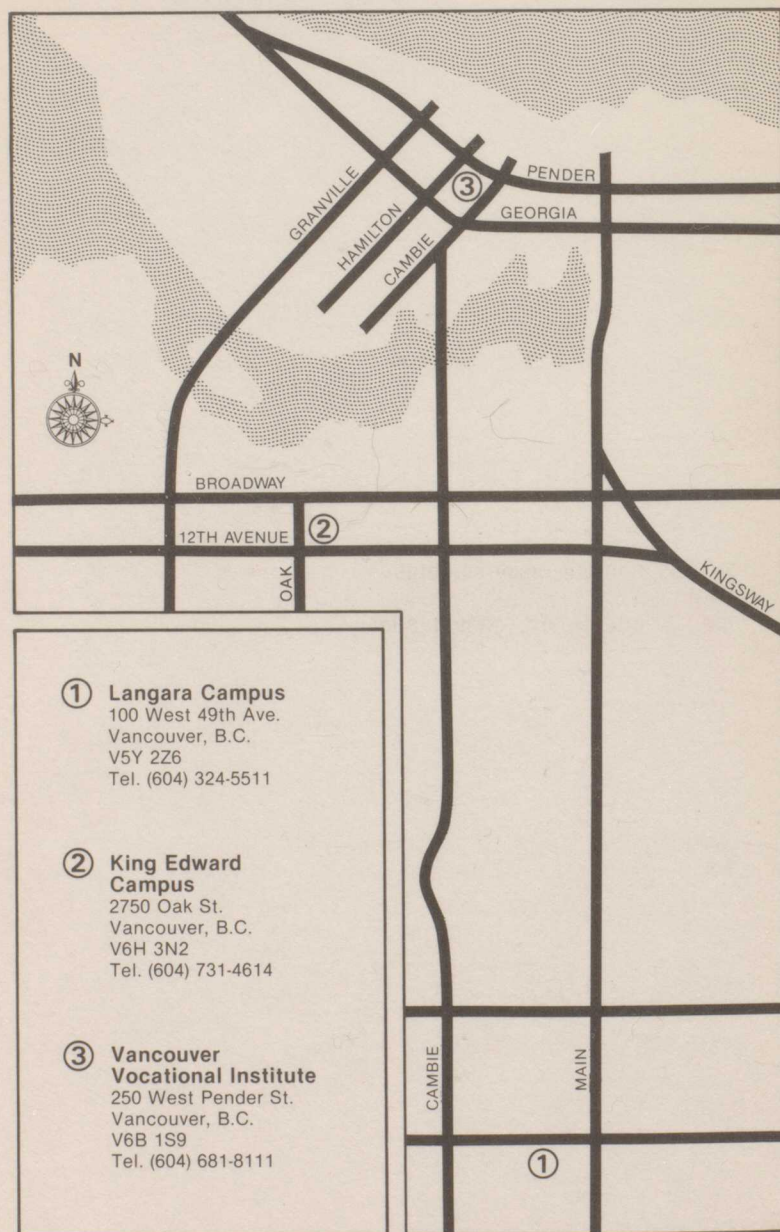 PENDER
GEORGIA
GRANVILLE
HAMILTON
CAMBIE
③
N
BROADWAY
12TH AVENUE
②
OAK
KINGSWAY
① Langara Campus
100 West 49th Ave.
Vancouver, B.C.
V5Y 2Z6
Tel. (604) 324-5511
② King Edward
Campus
2750 Oak St.
Vancouver, B.C.
V6H 3N2
Tel. (604) 731-4614
③ Vancouver
Vocational Institute
250 West Pender St.
Vancouver, B.C.
V6B 1S9
Tel. (604) 681-8111
CAMBIE
MAIN
①